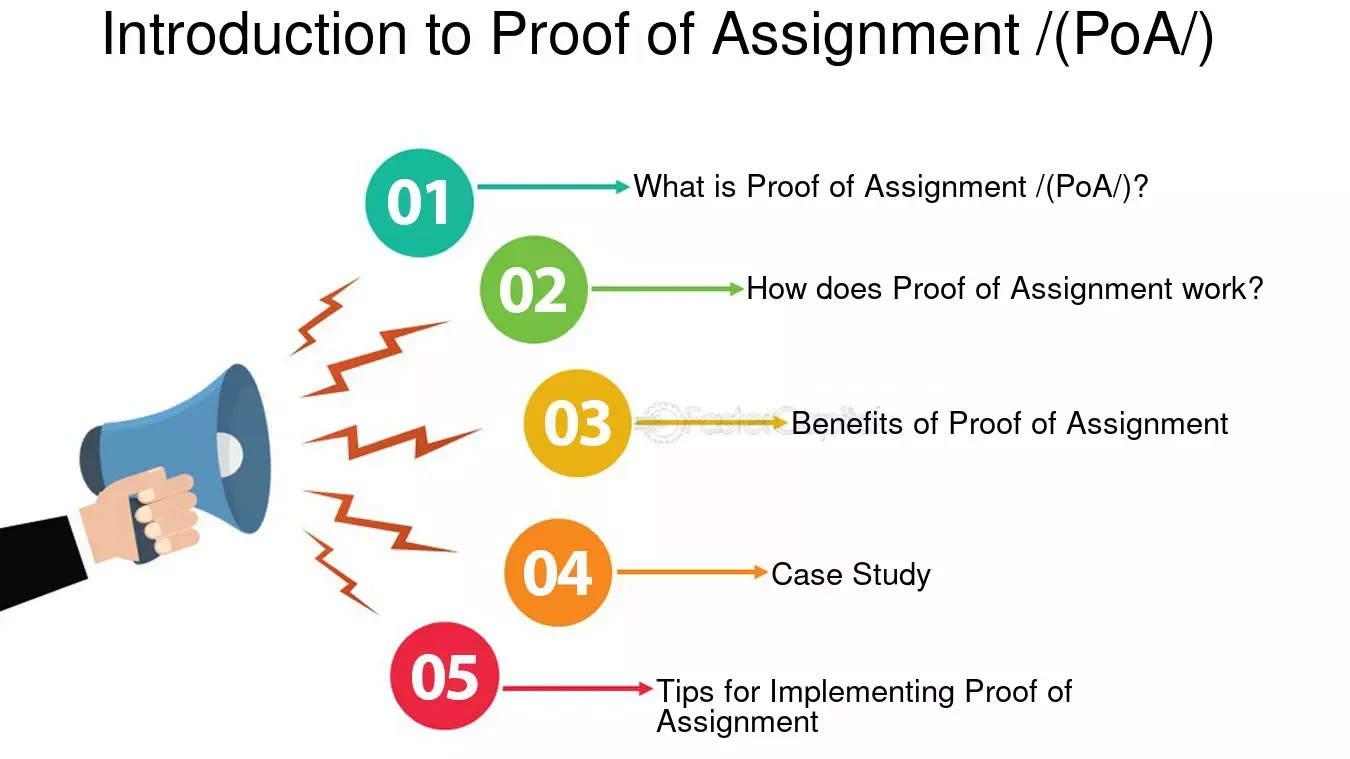 Introduction to Proof of Assignment /(PoA/)
01
What is Proof of Assignment /(PoA/)?
02
How does Proof of Assignment work?
03
Benefits of Proof of Assignment
04
Case Study
05
Tips for Implementing Proof of
Assignment